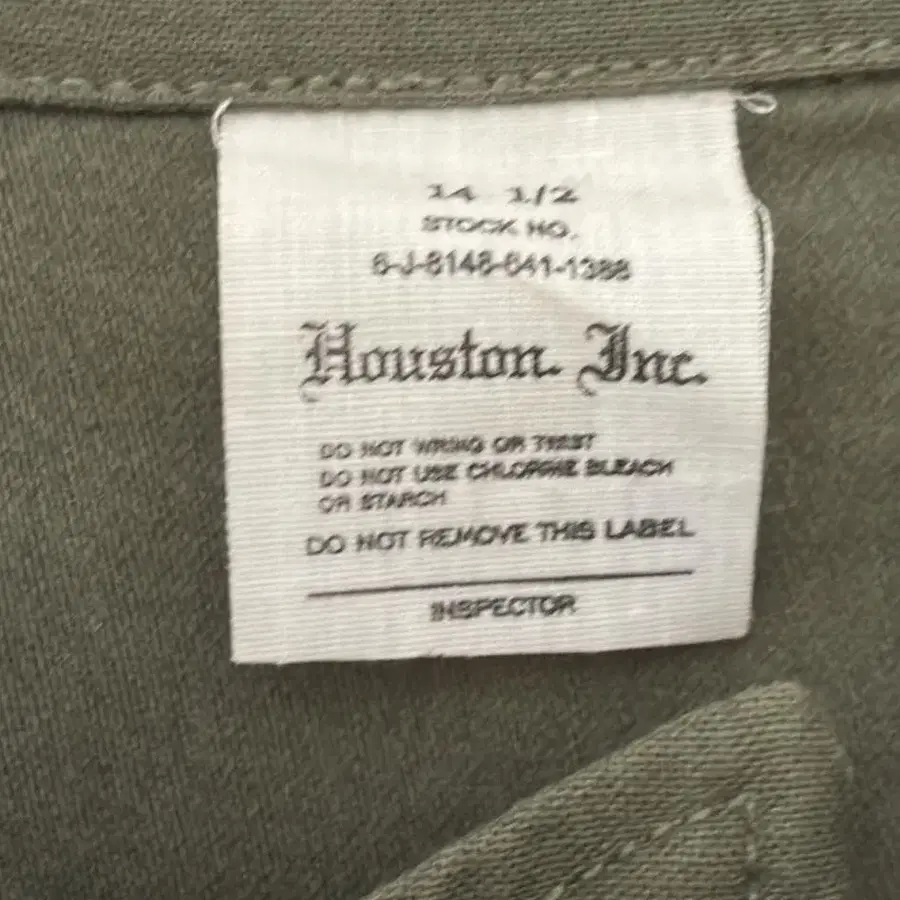 14 1/2
STOCK NO.
6-J-8148-641-1388
Houston. Inc.
DO NOT WRING OR TWIST
DO NOT USE CHLORINE BLEACH
OR STARCH
DO NOT REMOVE THIS LABEL
INSPECTOR